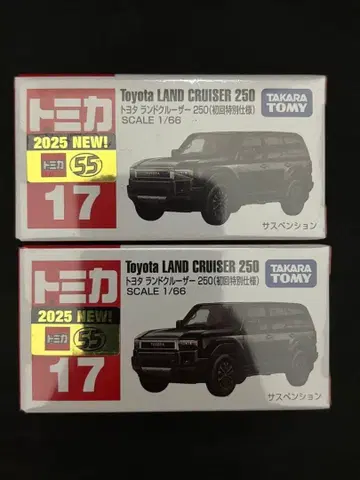 トミカ
Toyota LAND CRUISER 250
トヨタ ランドクルーザー 250(初回特別仕様)
SCALE 1/66
TAKARA TOMY
2025 NEW!
トミカ 55
17
TOYOTA
サスペンション
トミカ
Toyota LAND CRUISER 250
トヨタ ランドクルーザー 250(初回特別仕様)
SCALE 1/66
TAKARA TOMY
2025 NEW!
トミカ 55
17
TOYOTA
サスペンション